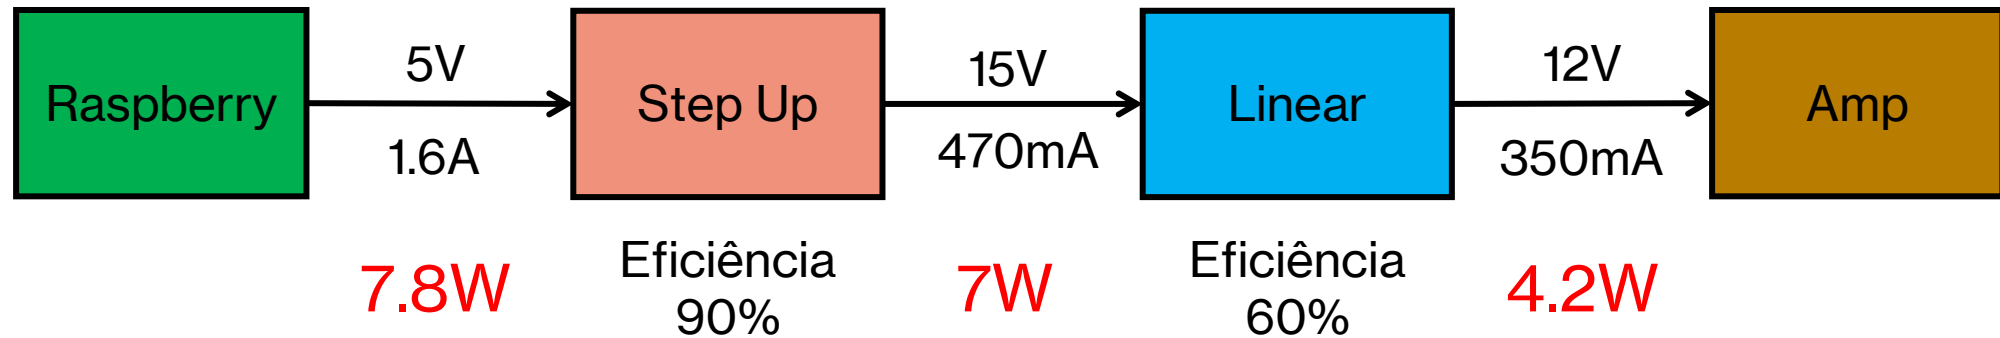 Raspberry
5V
1.6A
Step Up
15V
470mA
Linear
12V
350mA
Amp
7.8W
Eficiência
90%
7W
Eficiência
60%
4.2W